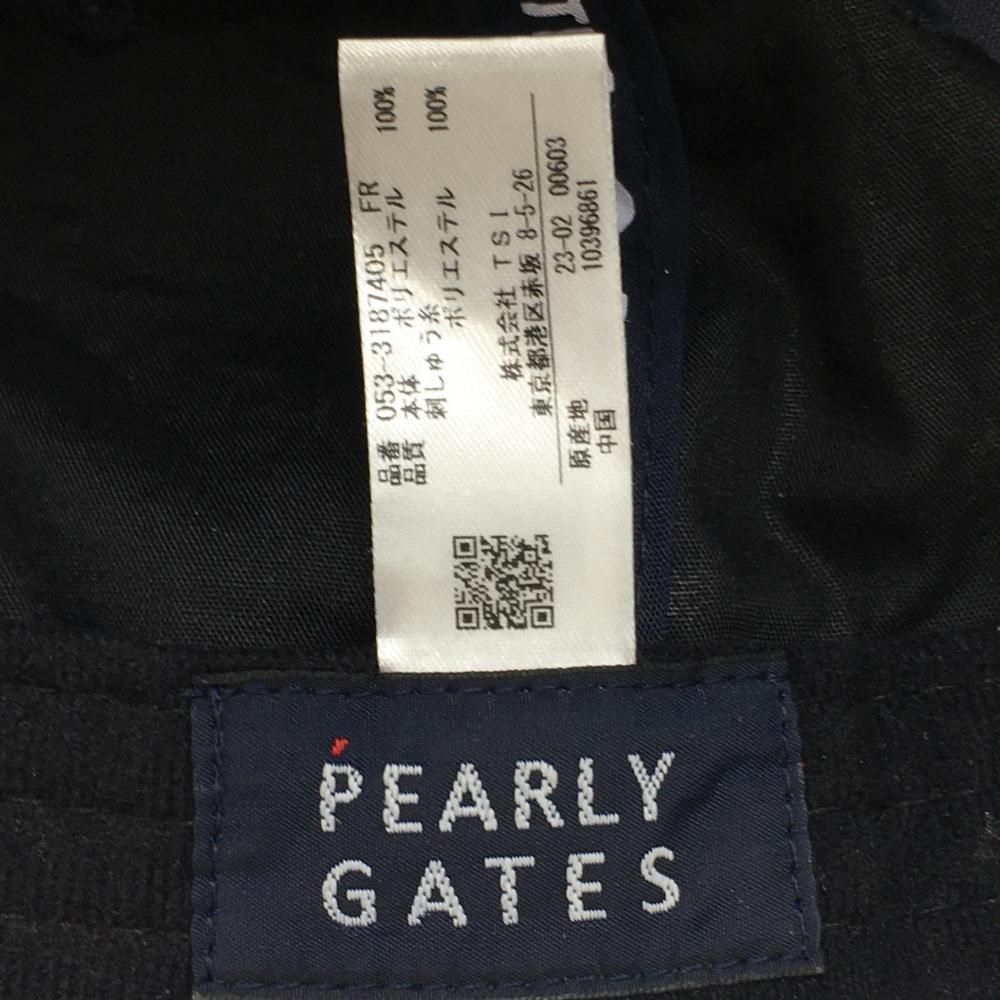 品番 053-3187405 FR
品質 本体 ポリエステル 100%
刺しゅう糸
ポリエステル 100%
株式会社 TSI
東京都港区赤坂 8-5-26
原産地 23-02 00603
中国 10396861
PEARLY
GATES